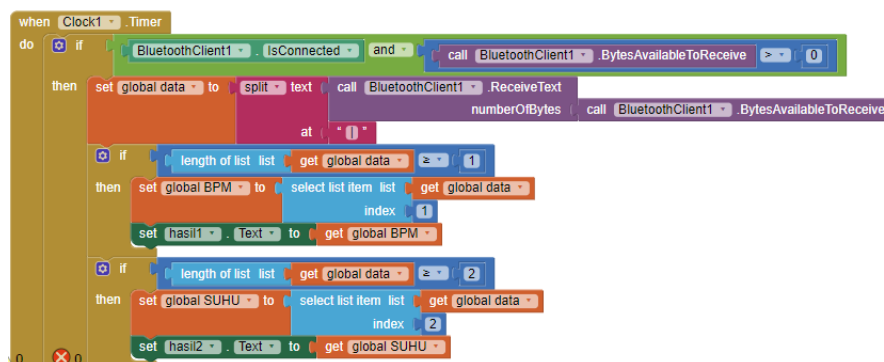 when Clock1 .Timer
do if BluetoothClient1 . IsConnected and call BluetoothClient1 .BytesAvailableToReceive > 0
then set global data to split text call BluetoothClient1 .ReceiveText
numberOfBytes call BluetoothClient1 .BytesAvailableToReceive
at " | "
if length of list list get global data ≥ 1
then set global BPM to select list item list get global data
index 1
set hasil1 . Text to get global BPM
if length of list list get global data ≥ 2
then set global SUHU to select list item list get global data
index 2
set hasil2 . Text to get global SUHU
0 0